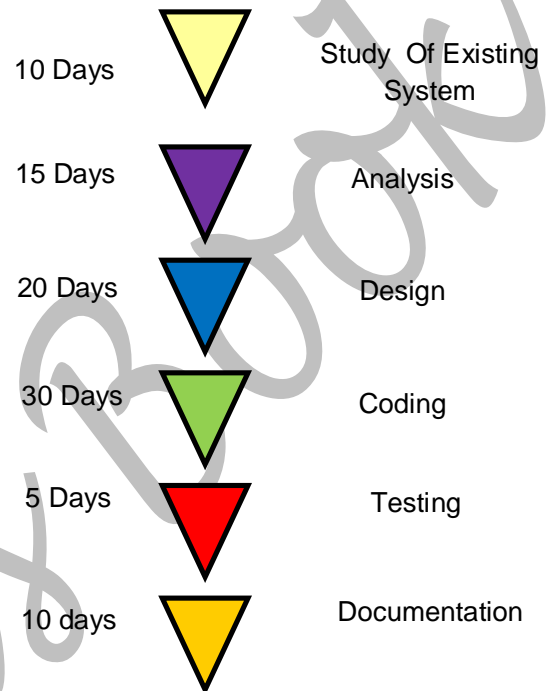 10 Days
Study Of Existing
System
15 Days
Analysis
20 Days
Design
30 Days
Coding
5 Days
Testing
10 days
Documentation